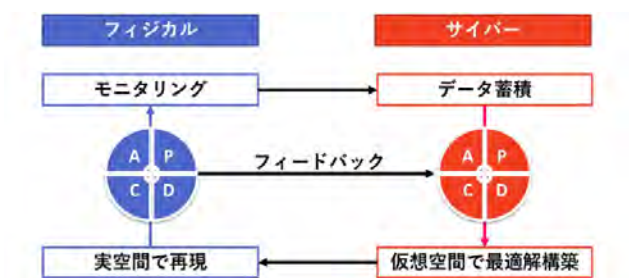 フィジカル
サイバー
モニタリング
データ蓄積
A P
C D
フィードバック
A P
C D
実空間で再現
仮想空間で最適解構築